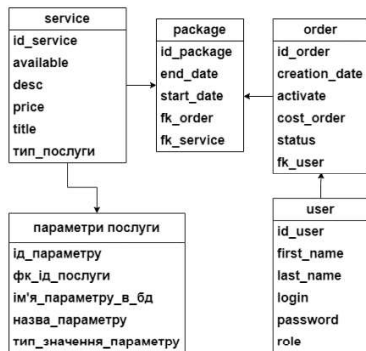 service
id_service
available
desc
price
title
тип_послуги
package
id_package
end_date
start_date
fk_order
fk_service
order
id_order
creation_date
activate
cost_order
status
fk_user
параметри послуги
ід_параметру
фк_ід_послуги
ім'я_параметру_в_бд
назва_параметру
тип_значення_параметру
user
id_user
first_name
last_name
login
password
role